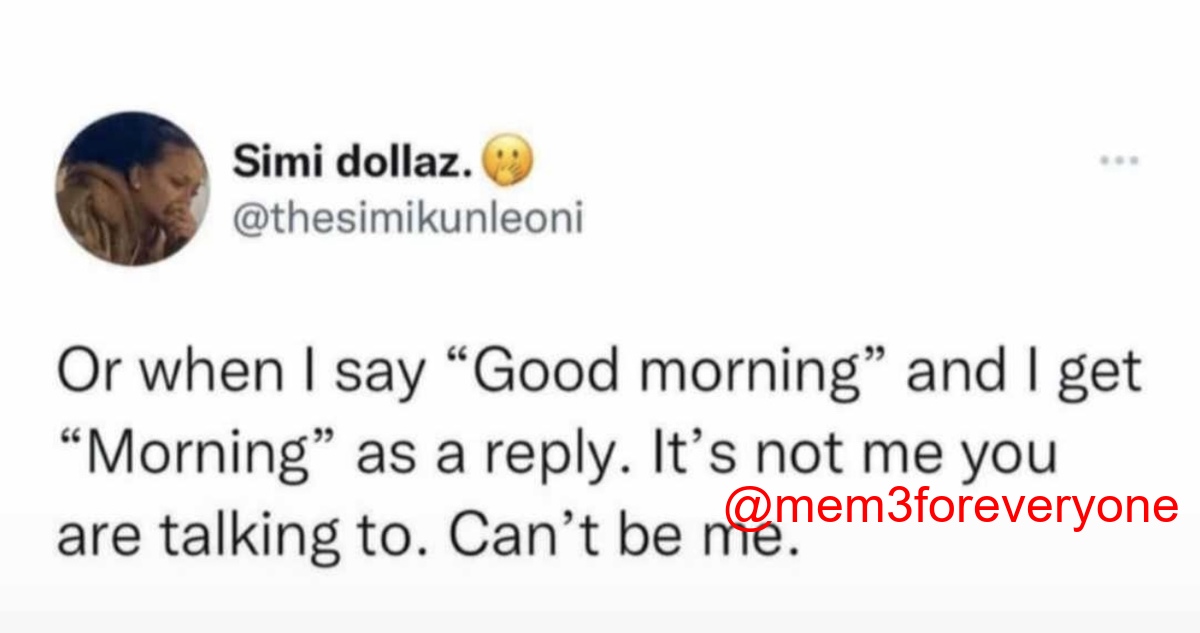 Simi dollaz. 🤭
@thesimikunleoni
Or when I say “Good morning” and I get
“Morning” as a reply. It’s not me you
are talking to. Can’t be me.
@mem3foreveryone